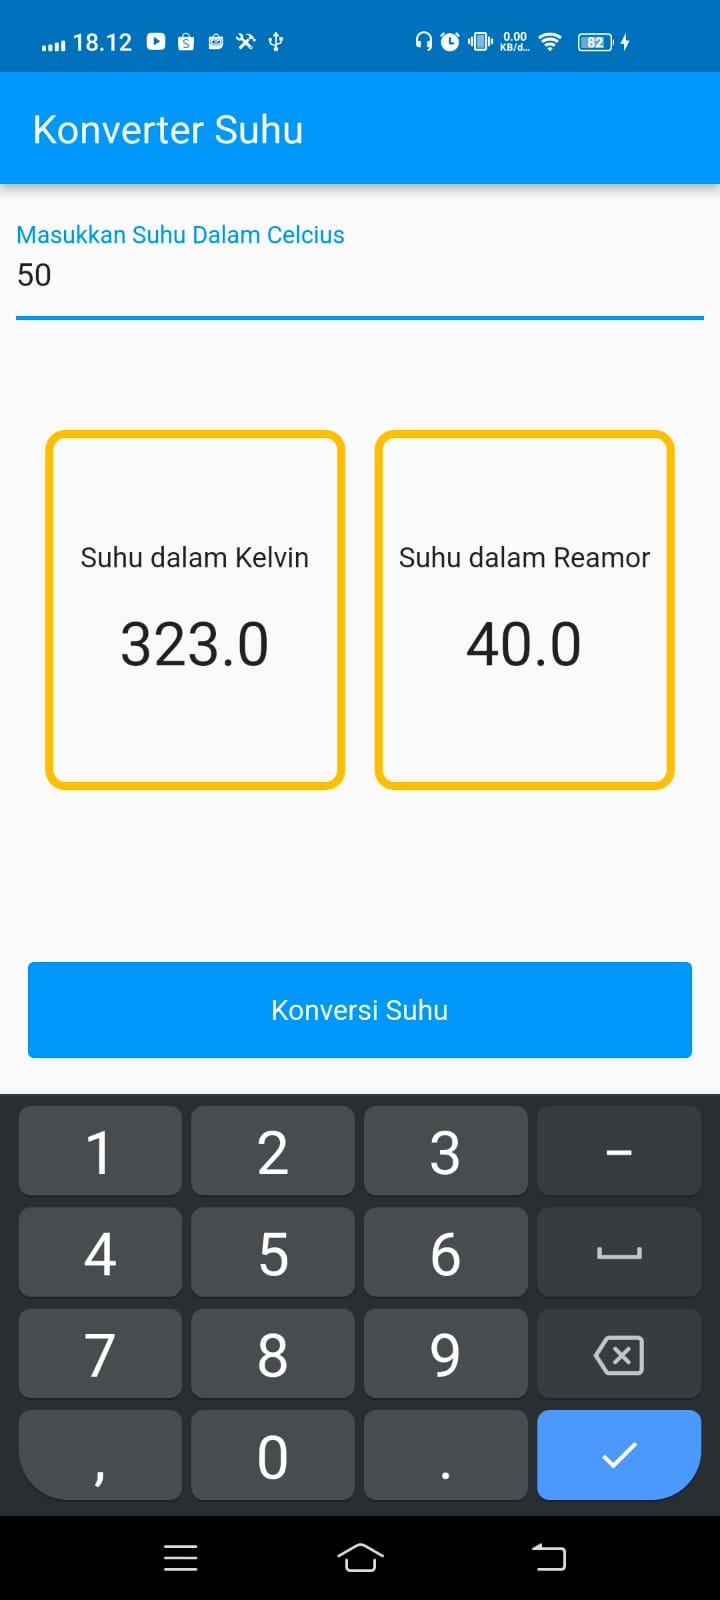 18.12 0.00 KB/d... 82
Konverter Suhu
Masukkan Suhu Dalam Celcius
50
Suhu dalam Kelvin Suhu dalam Reamor
323.0 40.0
Konversi Suhu
1 2 3 -
4 5 6
7 8 9
, 0 .